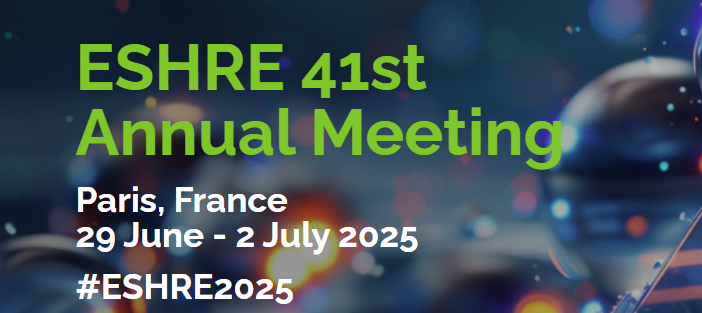 ESHRE 41st
Annual Meeting
Paris, France
29 June - 2 July 2025
#ESHRE2025